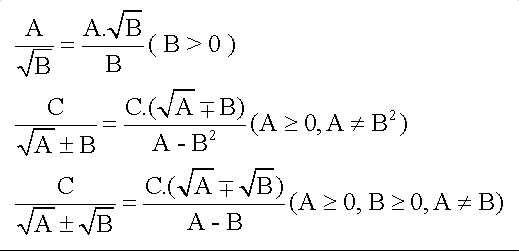 A/√B = A.√B/B ( B > 0 )
C/(√A ± B) = C.(√A ∓ B)/(A - B²) (A ≥ 0, A ≠ B²)
C/(√A ± √B) = C.(√A ∓ √B)/(A - B) (A ≥ 0, B ≥ 0, A ≠ B)